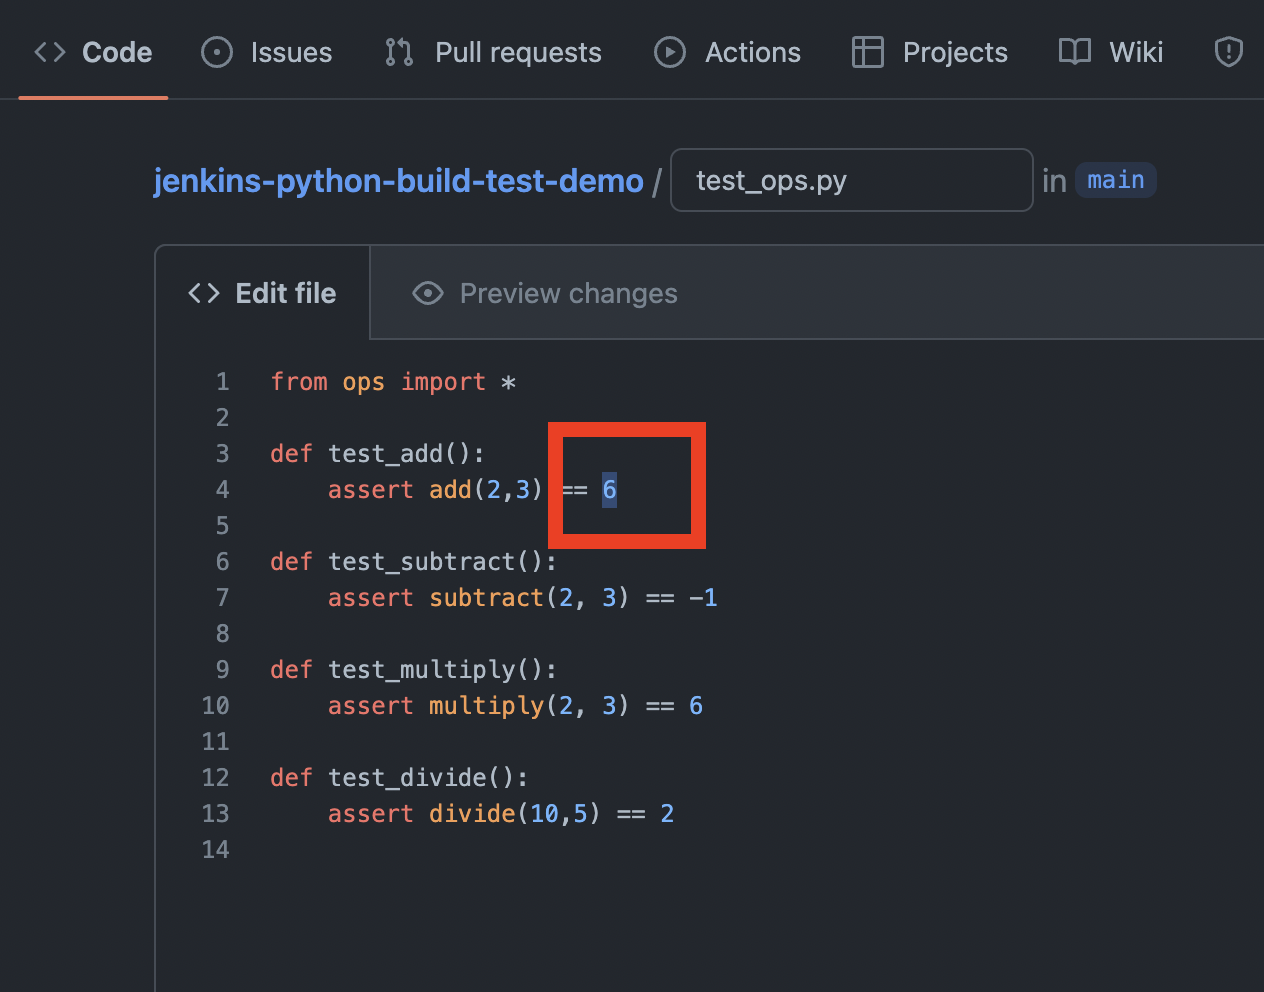 Code Issues Pull requests Actions Projects Wiki
jenkins-python-build-test-demo / test_ops.py in main
Edit file Preview changes
1 from ops import *
2
3 def test_add():
4     assert add(2,3) == 6
5
6 def test_subtract():
7     assert subtract(2, 3) == -1
8
9 def test_multiply():
10     assert multiply(2, 3) == 6
11
12 def test_divide():
13     assert divide(10,5) == 2
14